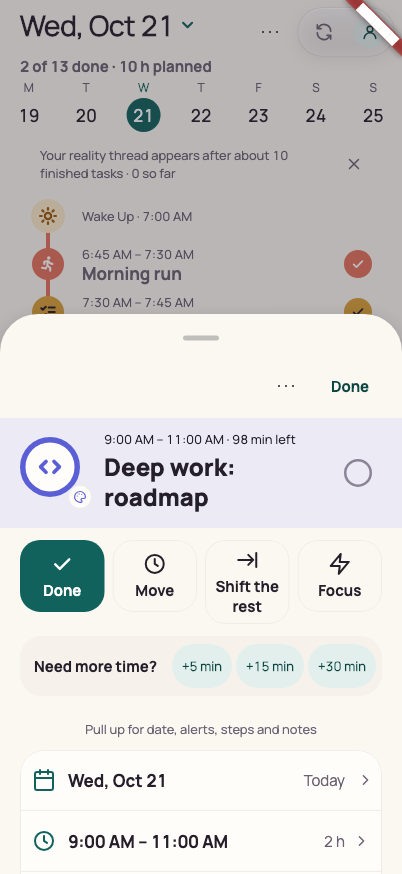 Wed, Oct 21
2 of 13 done · 10 h planned
M T W T F S S
19 20 21 22 23 24 25
Your reality thread appears after about 10
finished tasks · 0 so far
Wake Up · 7:00 AM
6:45 AM – 7:30 AM
Morning run
7:30 AM – 7:45 AM
Done
9:00 AM – 11:00 AM · 98 min left
Deep work:
roadmap
Done
Move
Shift the
rest
Focus
Need more time?
+5 min
+15 min
+30 min
Pull up for date, alerts, steps and notes
Wed, Oct 21
Today
9:00 AM – 11:00 AM
2 h